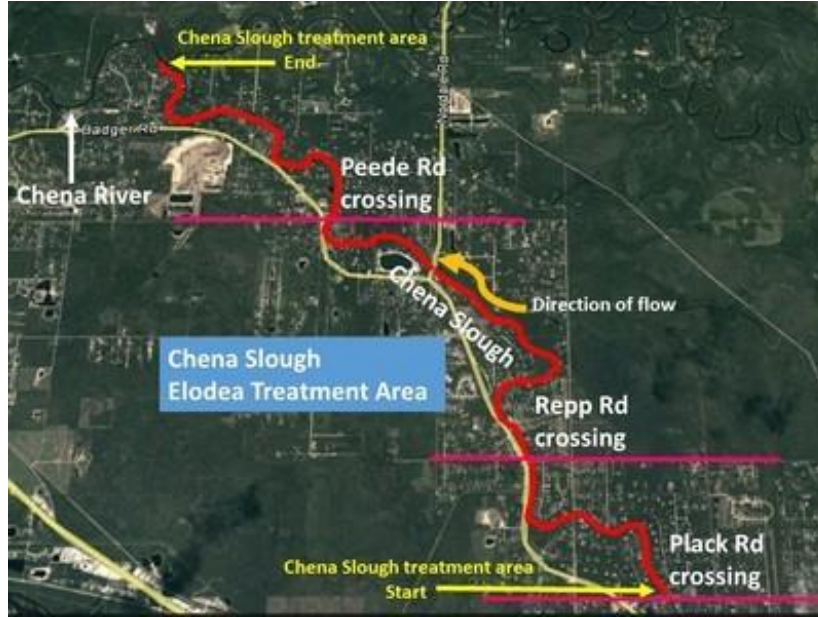 Chena Slough treatment area
End
Badger Rd
Nordale Rd
Peede Rd
crossing
Chena River
Chena Slough
Direction of flow
Chena Slough
Elodea Treatment Area
Repp Rd
crossing
Plack Rd
crossing
Chena Slough treatment area
Start